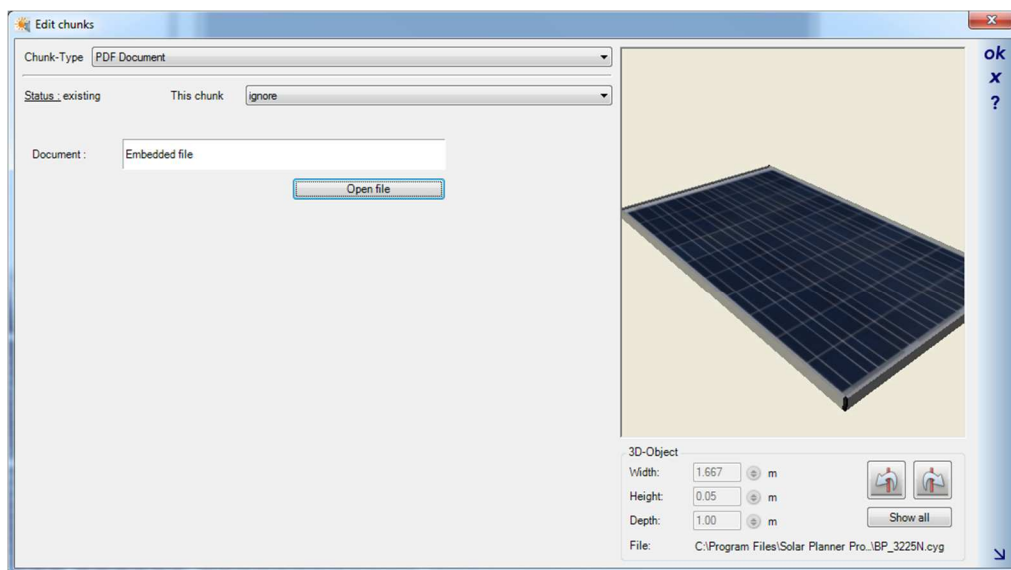 Edit chunks
x
Chunk-Type PDF Document
Status : existing This chunk ignore
Document : Embedded file
Open file
ok
x
?
3D-Object
Width: 1.667 m
Height: 0.05 m
Depth: 1.00 m
Show all
File: C:\Program Files\Solar Planner Pro..\BP_3225N.cyg